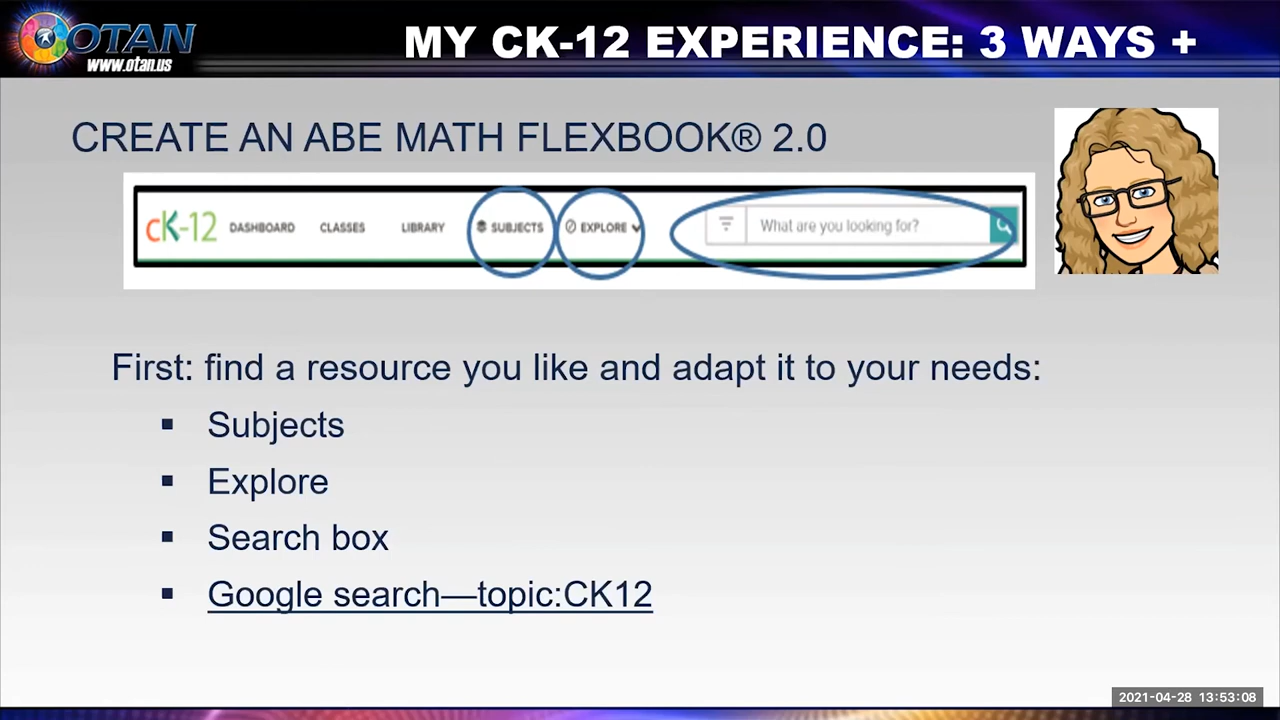 OTAN
www.otan.us
MY CK-12 EXPERIENCE: 3 WAYS +
CREATE AN ABE MATH FLEXBOOK® 2.0
cK-12 DASHBOARD CLASSES LIBRARY SUBJECTS EXPLORE What are you looking for?
First: find a resource you like and adapt it to your needs:
▪ Subjects
▪ Explore
▪ Search box
▪ Google search—topic:CK12
2021-04-28 13:53:08